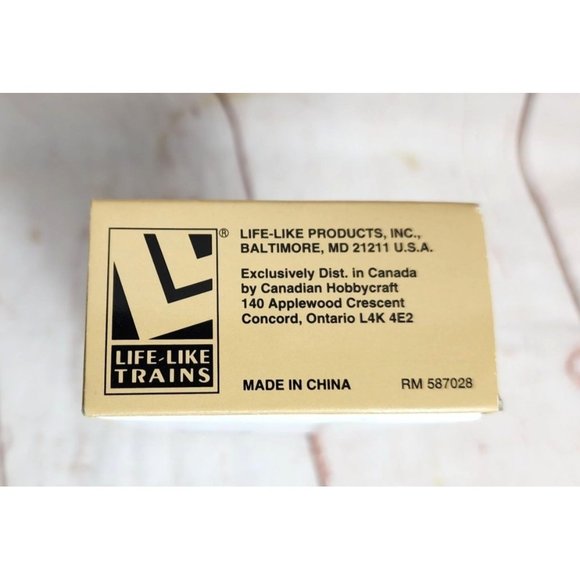 LIFE-LIKE
TRAINS
®
LIFE-LIKE PRODUCTS, INC.,
BALTIMORE, MD 21211 U.S.A.
Exclusively Dist. in Canada
by Canadian Hobbycraft
140 Applewood Crescent
Concord, Ontario L4K 4E2
MADE IN CHINA
RM 587028